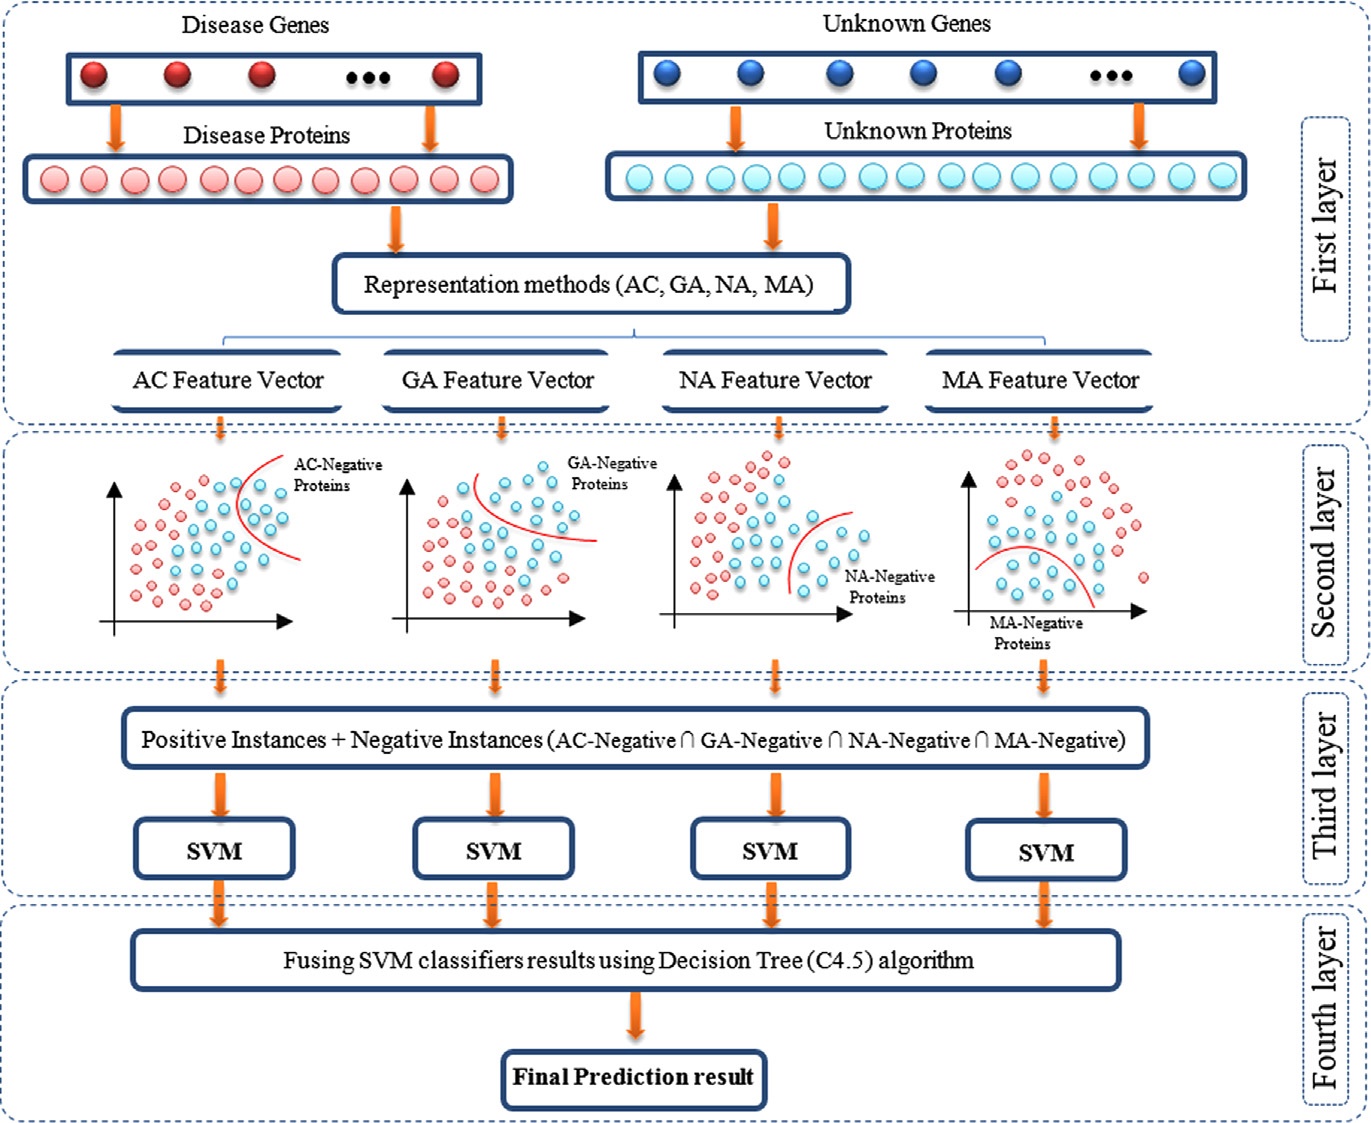 Disease Genes
Unknown Genes
Disease Proteins
Unknown Proteins
Representation methods (AC, GA, NA, MA)
First layer
AC Feature Vector
GA Feature Vector
NA Feature Vector
MA Feature Vector
AC-Negative
Proteins
GA-Negative
Proteins
NA-Negative
Proteins
MA-Negative
Proteins
Second layer
Positive Instances + Negative Instances (AC-Negative ∩ GA-Negative ∩ NA-Negative ∩ MA-Negative)
SVM
SVM
SVM
SVM
Third layer
Fusing SVM classifiers results using Decision Tree (C4.5) algorithm
Final Prediction result
Fourth layer